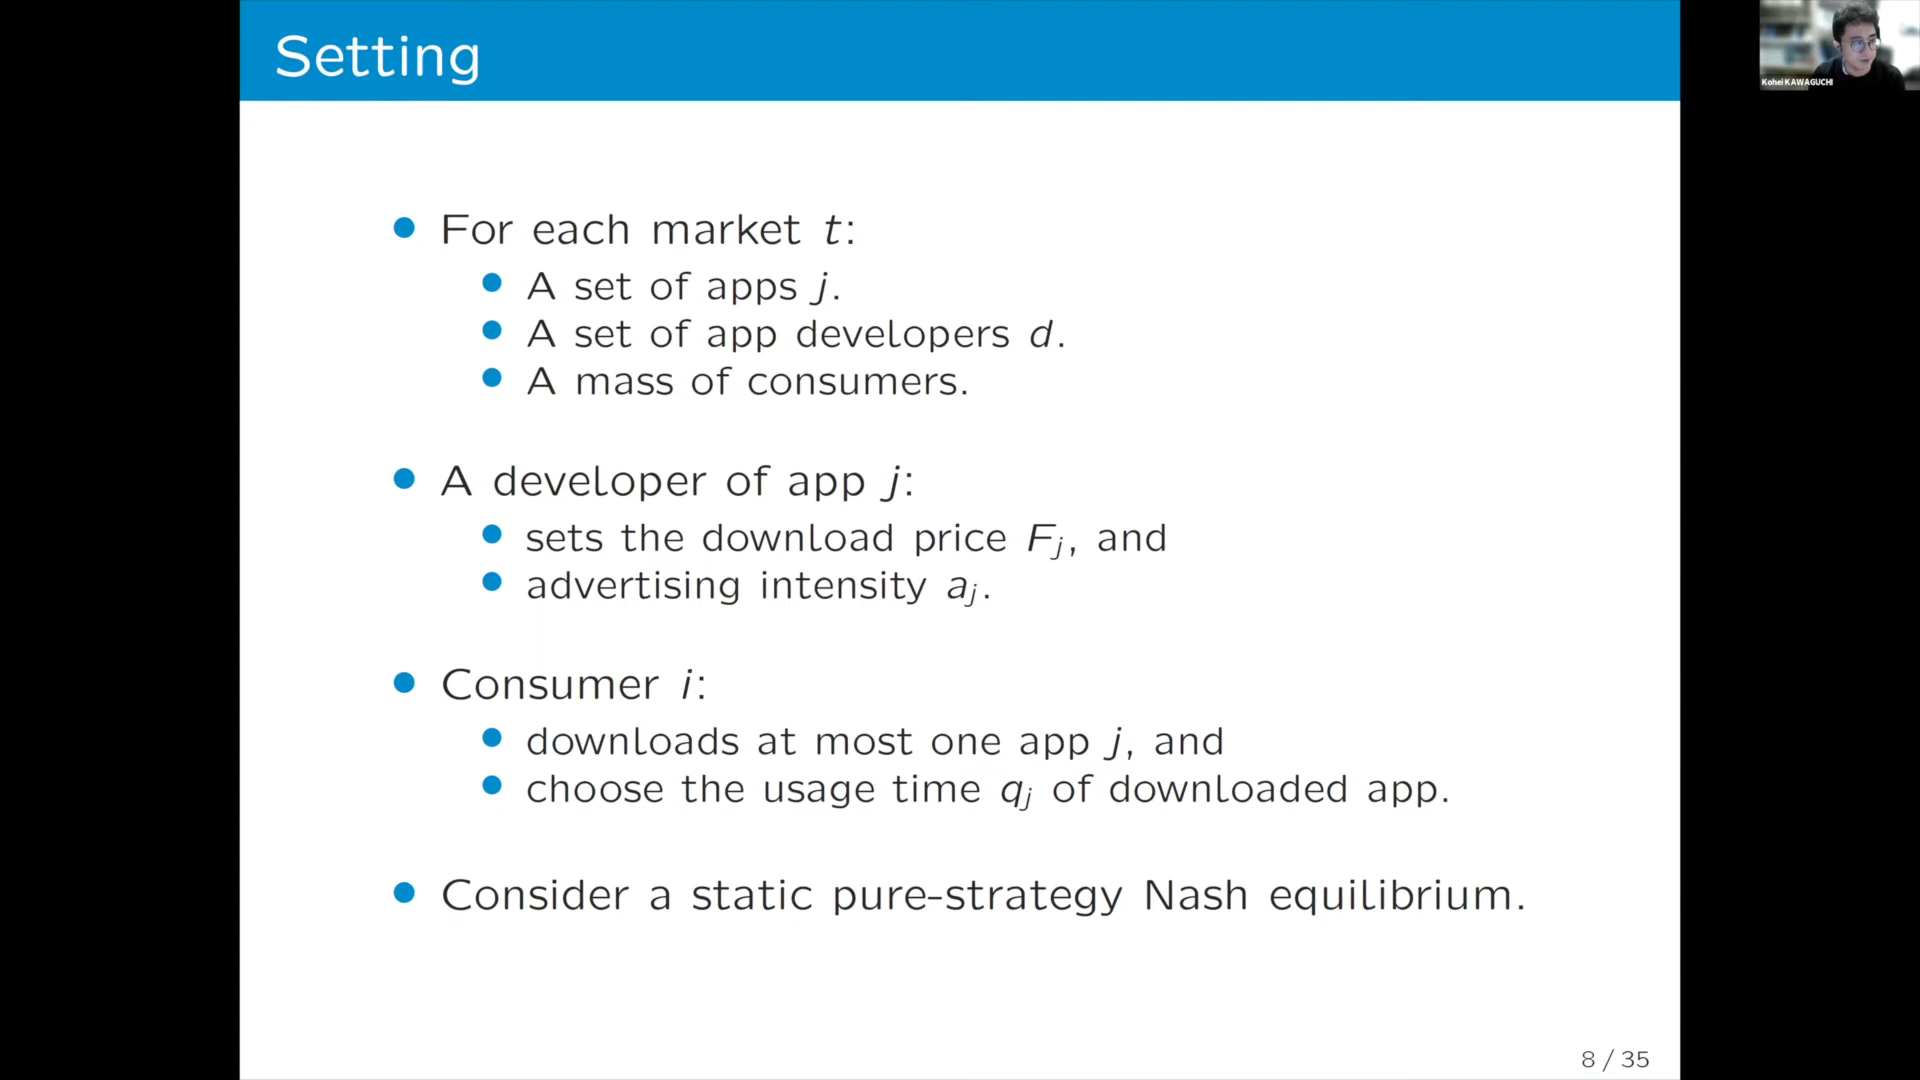 Setting
Kohei KAWAGUCHI
For each market t:
A set of apps j.
A set of app developers d.
A mass of consumers.
A developer of app j:
sets the download price Fj, and
advertising intensity aj.
Consumer i:
downloads at most one app j, and
choose the usage time qj of downloaded app.
Consider a static pure-strategy Nash equilibrium.
8 / 35